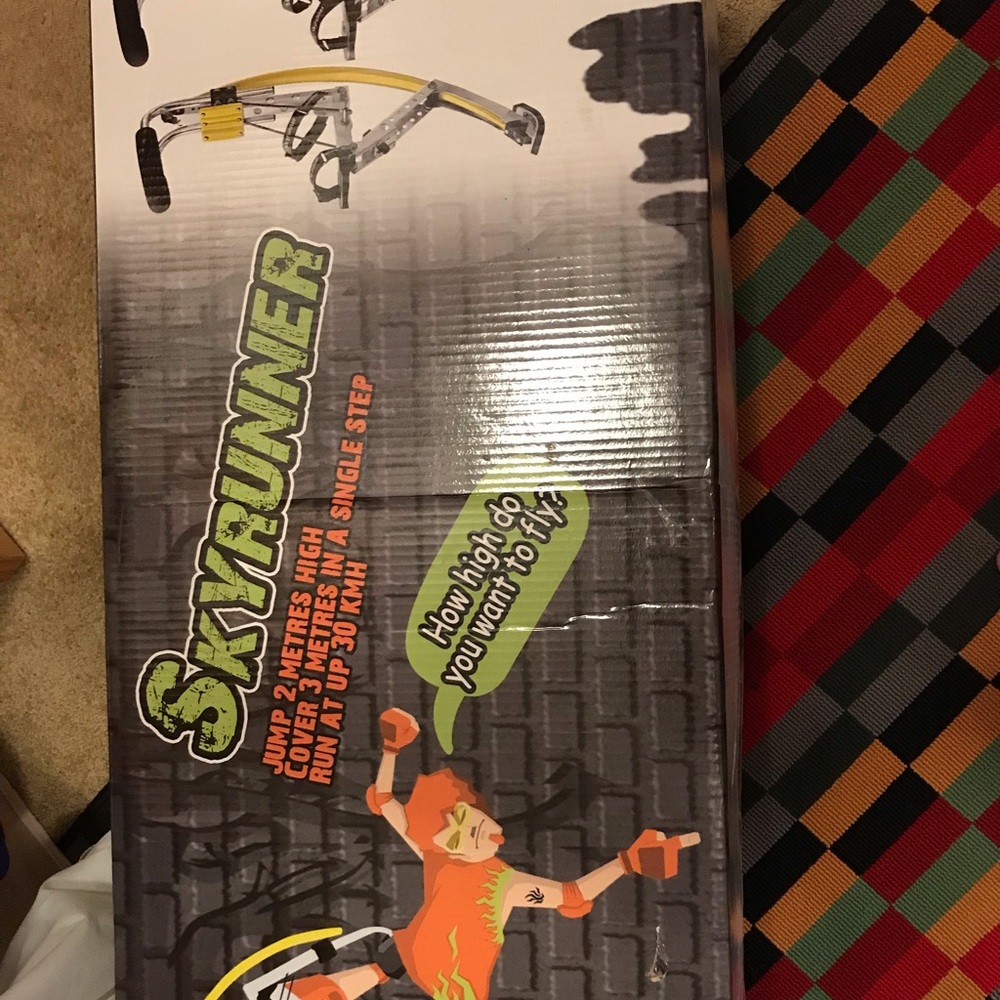 SKYRUNNER
JUMP 2 METRES HIGH
COVER 3 METRES IN A SINGLE STEP
RUN AT UP 30 KMH
How high do
you want to fly?